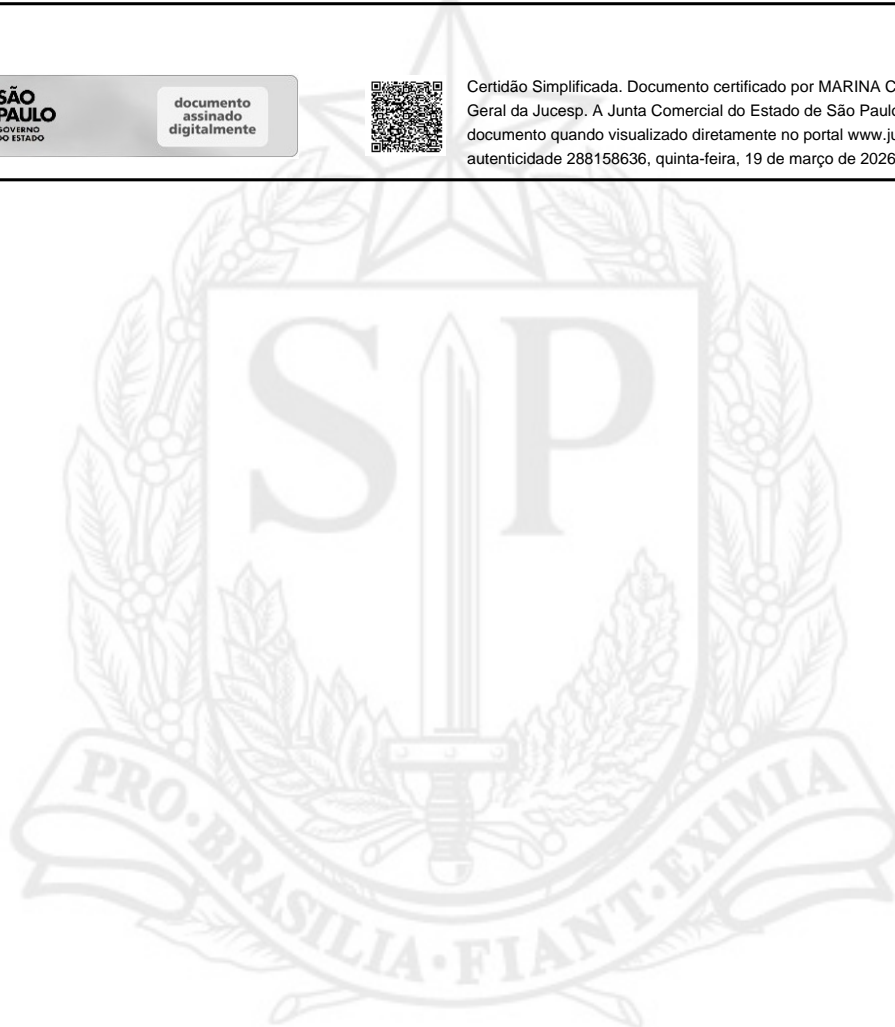 SÃO
PAULO
GOVERNO
DO ESTADO
documento
assinado
digitalmente
Certidão Simplificada. Documento certificado por MARINA C
Geral da Jucesp. A Junta Comercial do Estado de São Paulo
documento quando visualizado diretamente no portal www.ju
autenticidade 288158636, quinta-feira, 19 de março de 2026
S P
PRO·BRASILIA·FIANT·EXIMIA